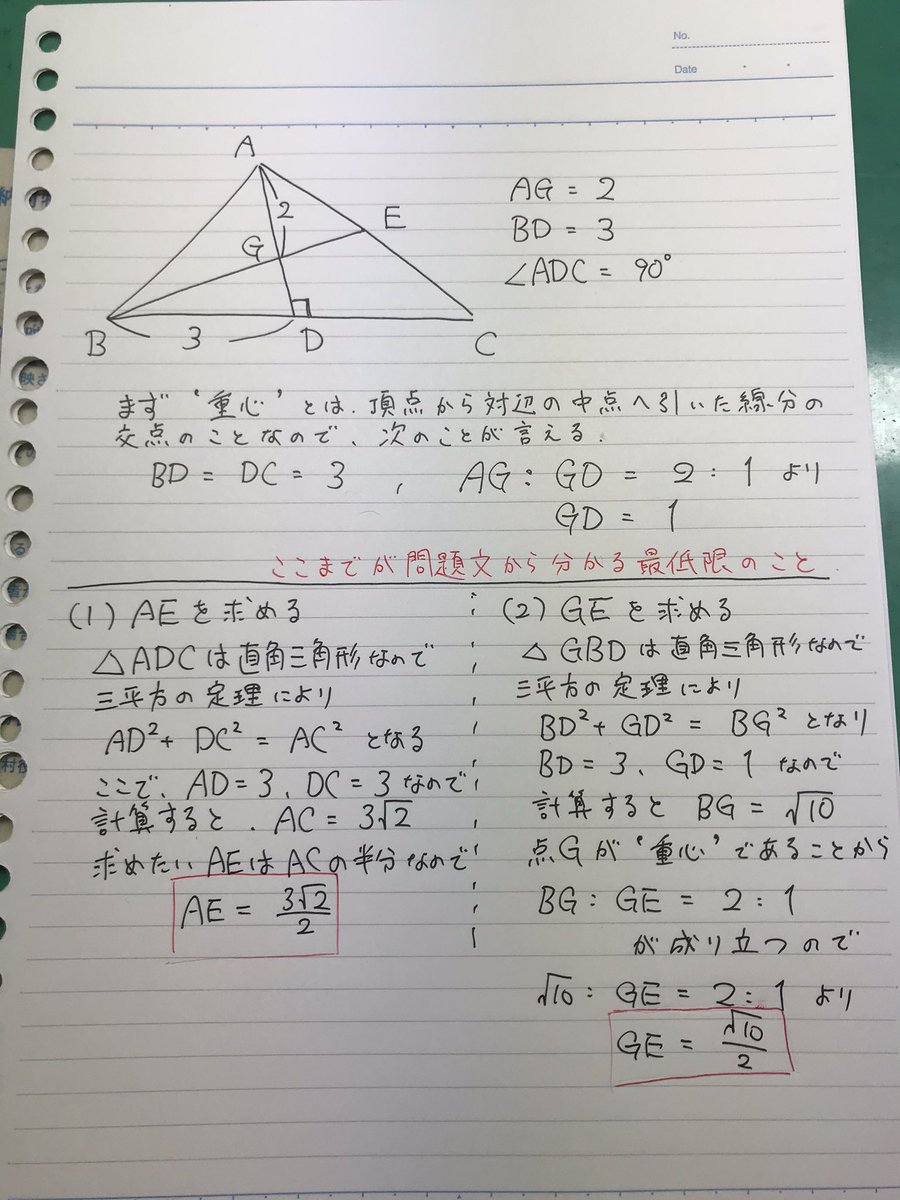 No.
Date
A
2
E
G
B
3
D
C
AG = 2
BD = 3
∠ADC = 90°
まず '重心' とは、頂点から対辺の中点へ引いた線分の
交点のことなので、次のことが言える.
BD = DC = 3 , AG : GD = 2 : 1 より
GD = 1
ここまでが問題文から分かる最低限のこと.
(1) AEを求める
△ADCは直角三角形なので
三平方の定理により
AD²+ DC² = AC² となる
ここで、AD=3、DC=3なので
計算すると、AC = 3√2
求めたいAEはACの半分なので
AE = 3√2/2
(2) GEを求める
△GBDは直角三角形なので
三平方の定理により
BD²+ GD² = BG² となり
BD=3、GD=1なので
計算すると BG = √10
点Gが '重心' であることから
BG : GE = 2 : 1
が成り立つので
√10 : GE = 2 : 1 より
GE = √10/2